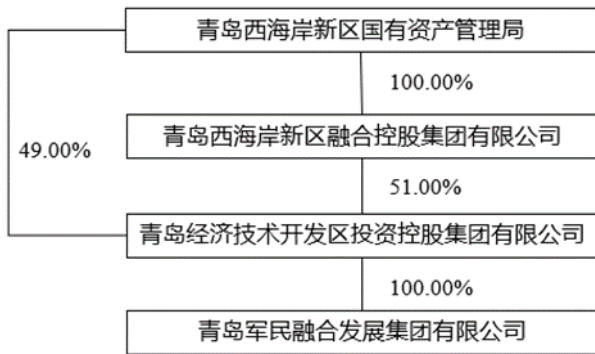 青岛西海岸新区国有资产管理局
100.00%
青岛西海岸新区融合控股集团有限公司
49.00%
51.00%
青岛经济技术开发区投资控股集团有限公司
100.00%
青岛军民融合发展集团有限公司